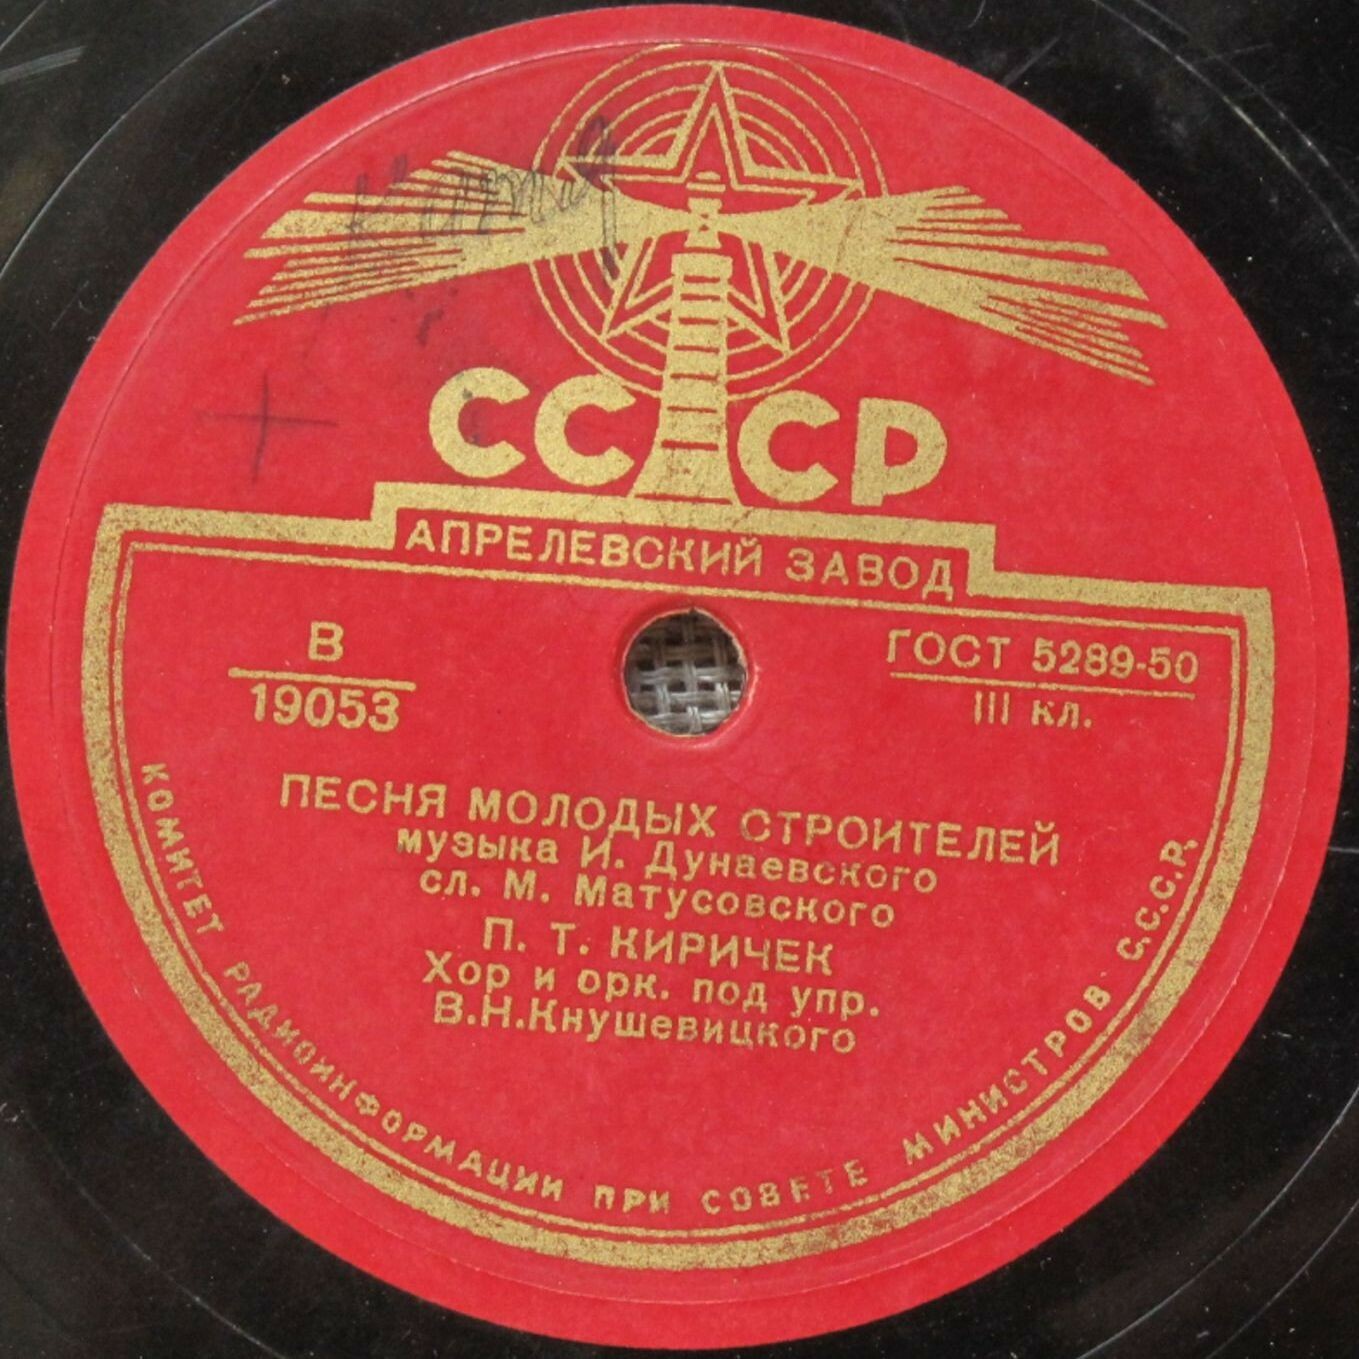 СССР
АПРЕЛЕВСКИЙ ЗАВОД
В
19053
ГОСТ 5289-50
III кл.
ПЕСНЯ МОЛОДЫХ СТРОИТЕЛЕЙ
музыка И. Дунаевского
сл. М. Матусовского
П. Т. КИРИЧЕК
Хор и орк. под упр.
В.Н.Кнушевицкого
КОМИТЕТ РАДИОИНФОРМАЦИИ ПРИ СОВЕТЕ МИНИСТРОВ С.С.С.Р.